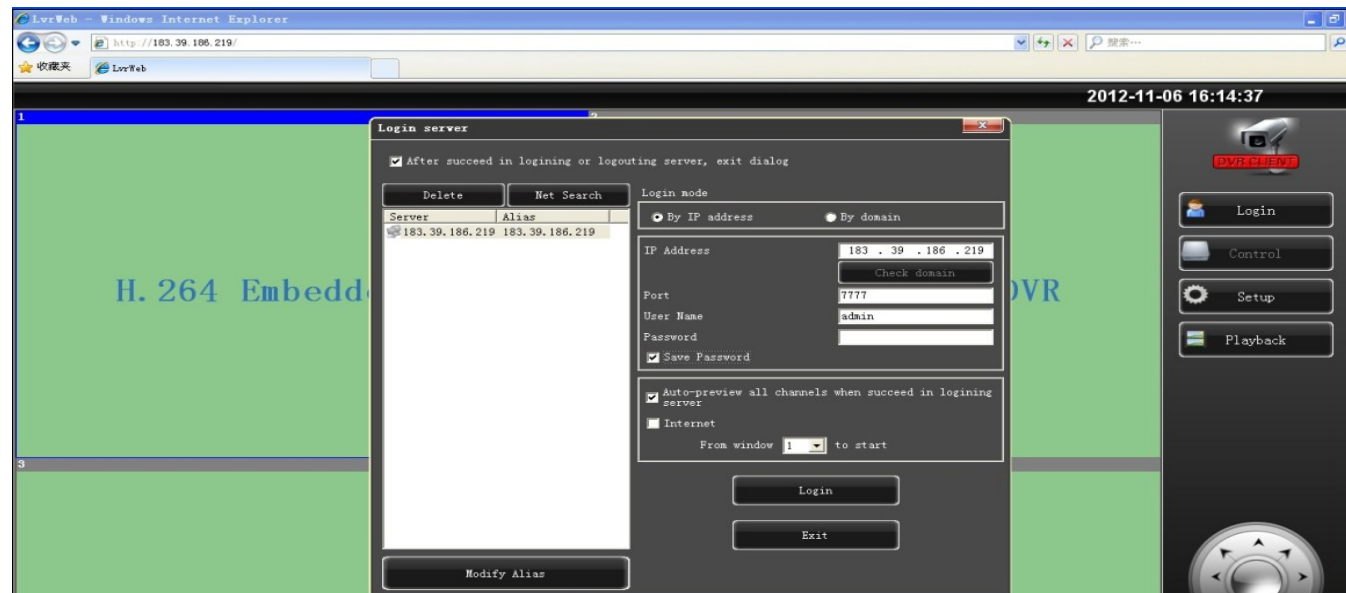 LvrWeb - Windows Internet Explorer
http://183.39.186.219/
搜索...
收藏夹
LvrWeb
2012-11-06 16:14:37
1
2
Login server
After succeed in logining or logouting server, exit dialog
Delete
Net Search
Server Alias
183.39.186.219 183.39.186.219
Modify Alias
Login mode
By IP address
By domain
IP Address 183 . 39 . 186 . 219
Check domain
Port 7777
User Name admin
Password
Save Password
Auto-preview all channels when succeed in logining
server
Internet
From window 1 to start
Login
Exit
H.264 Embedd
DVR
3
DVR CLIENT
Login
Control
Setup
Playback